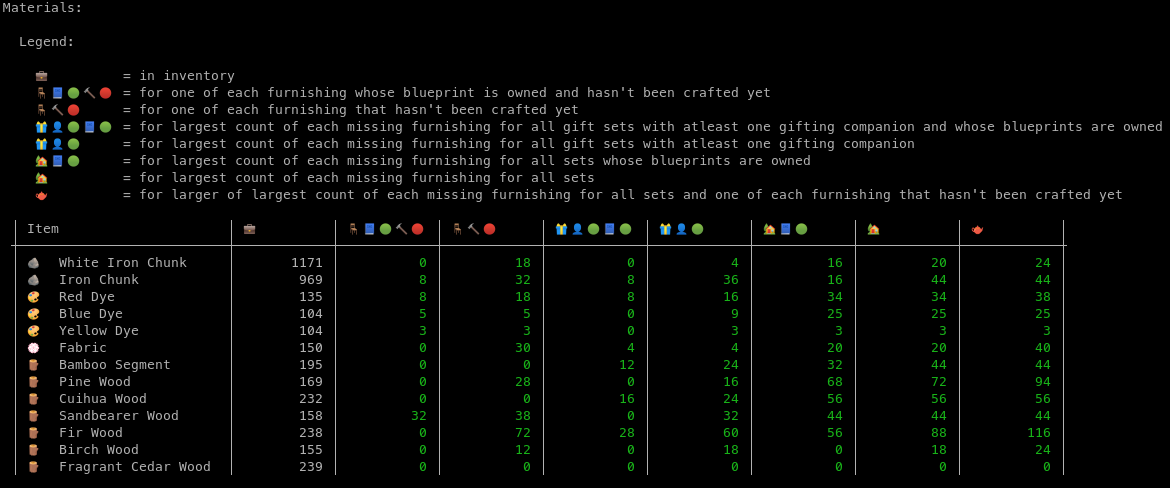 Materials:
Legend:
= in inventory
= for one of each furnishing whose blueprint is owned and hasn't been crafted yet
= for one of each furnishing that hasn't been crafted yet
= for largest count of each missing furnishing for all gift sets with atleast one gifting companion and whose blueprints are owned
= for largest count of each missing furnishing for all gift sets with atleast one gifting companion
= for largest count of each missing furnishing for all sets whose blueprints are owned
= for largest count of each missing furnishing for all sets
= for larger of largest count of each missing furnishing for all sets and one of each furnishing that hasn't been crafted yet
Item
White Iron Chunk 1171 0 18 0 4 16 20 24
Iron Chunk 969 8 32 8 36 16 44 44
Red Dye 135 8 18 8 16 34 34 38
Blue Dye 104 5 5 0 9 25 25 25
Yellow Dye 104 3 3 0 3 3 3 3
Fabric 150 0 30 4 4 20 20 40
Bamboo Segment 195 0 0 12 24 32 44 44
Pine Wood 169 0 28 0 16 68 72 94
Cuihua Wood 232 0 0 16 24 56 56 56
Sandbearer Wood 158 32 38 0 32 44 44 44
Fir Wood 238 0 72 28 60 56 88 116
Birch Wood 155 0 12 0 18 0 18 24
Fragrant Cedar Wood 239 0 0 0 0 0 0 0